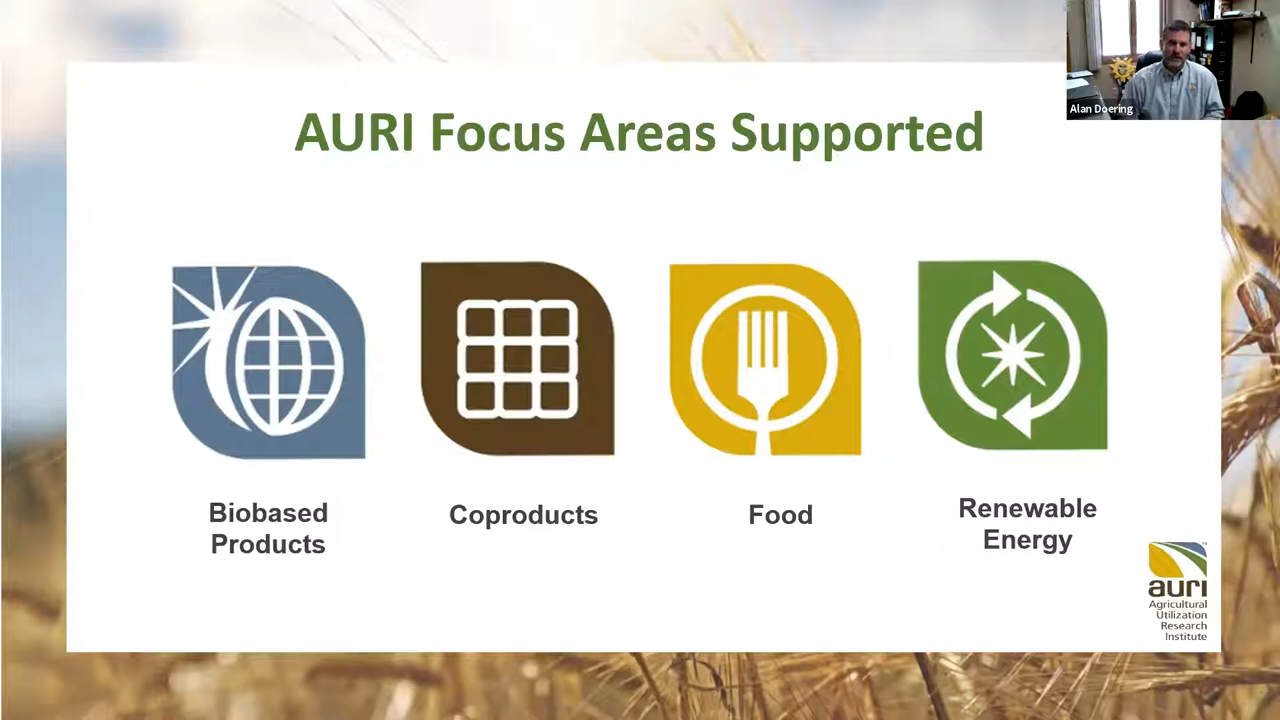 Alan Doering
AURI Focus Areas Supported
Biobased
Products
Coproducts
Food
Renewable
Energy
auri
Agricultural
Utilization
Research
Institute